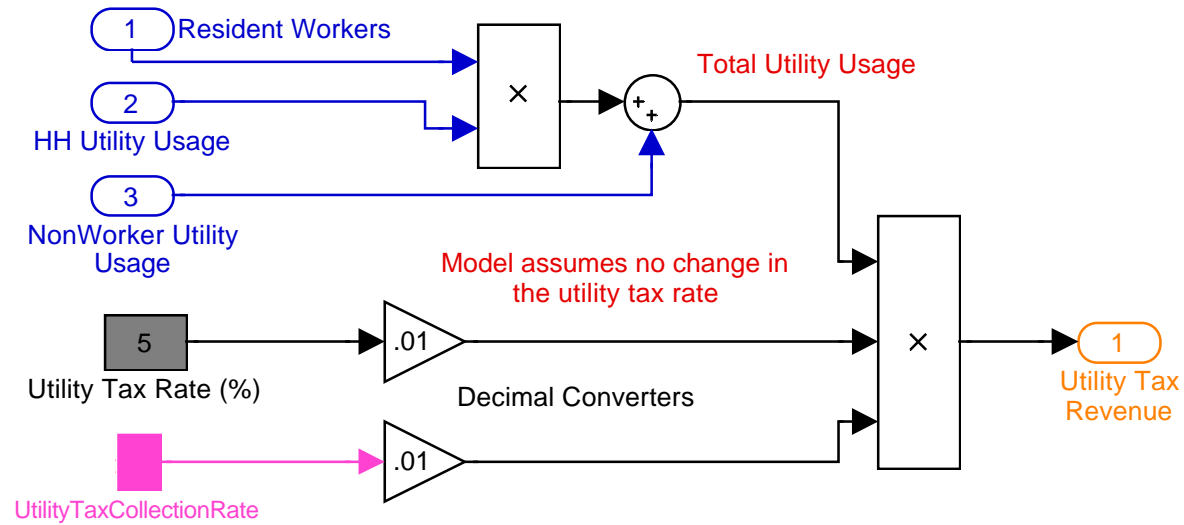 1
Resident Workers
×
Total Utility Usage
+
+
2
HH Utility Usage
3
NonWorker Utility
Usage
Model assumes no change in
the utility tax rate
5
Utility Tax Rate (%)
.01
×
1
Utility Tax
Revenue
Decimal Converters
.01
UtilityTaxCollectionRate